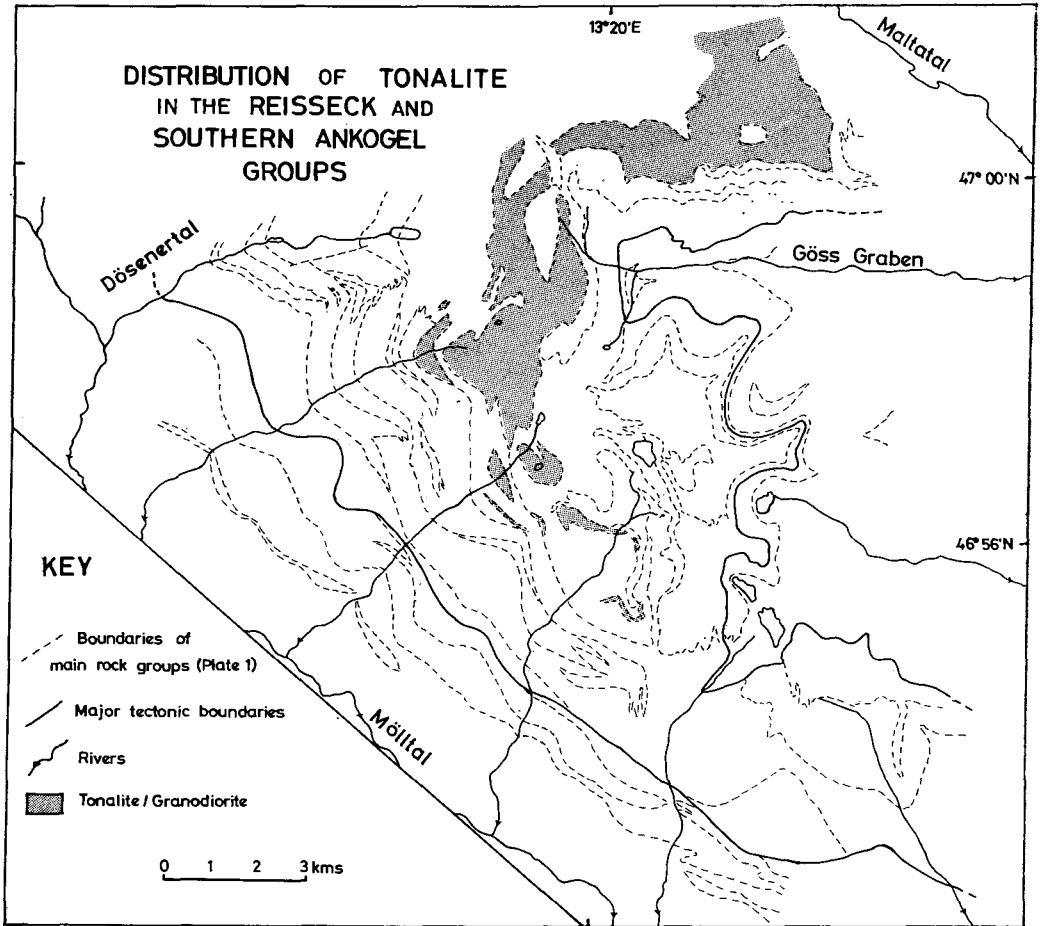 13°20'E
Maltatal
DISTRIBUTION OF TONALITE
IN THE REISSECK AND
SOUTHERN ANKOGEL
GROUPS
47° 00'N
Dösenertal
Göss Graben
46°56'N
KEY
Boundaries of
main rock groups (Plate 1)
Major tectonic boundaries
Rivers
Tonalite / Granodiorite
Mölltal
0 1 2 3 kms